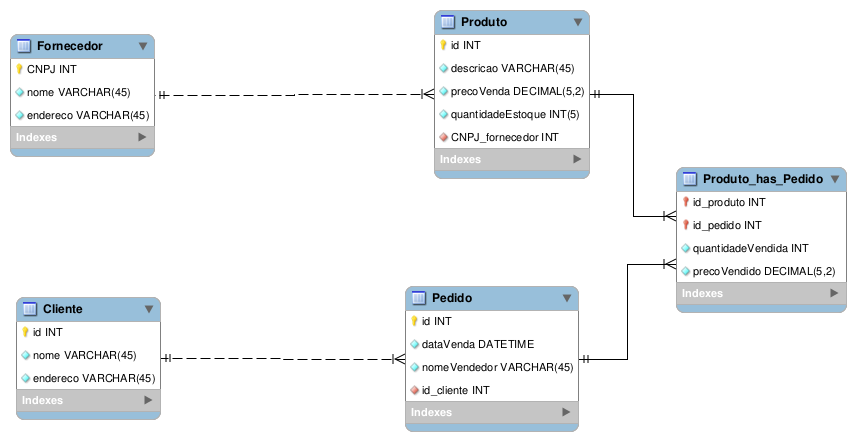 Fornecedor
CNPJ INT
nome VARCHAR(45)
endereco VARCHAR(45)
Indexes
Produto
id INT
descricao VARCHAR(45)
precoVenda DECIMAL(5,2)
quantidadeEstoque INT(5)
CNPJ_fornecedor INT
Indexes
Produto_has_Pedido
id_produto INT
id_pedido INT
quantidadeVendida INT
precoVendido DECIMAL(5,2)
Indexes
Cliente
id INT
nome VARCHAR(45)
endereco VARCHAR(45)
Indexes
Pedido
id INT
dataVenda DATETIME
nomeVendedor VARCHAR(45)
id_cliente INT
Indexes